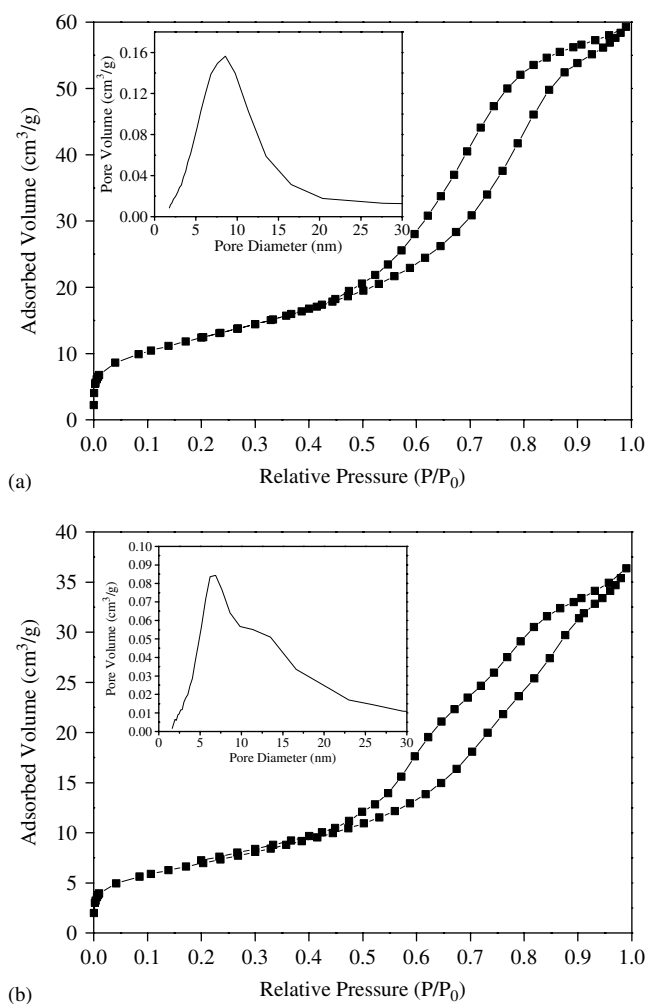 60
50
40
30
20
10
0
Adsorbed Volume (cm³/g)
0.0 0.1 0.2 0.3 0.4 0.5 0.6 0.7 0.8 0.9 1.0
Relative Pressure (P/P₀)
0.16
0.12
0.08
0.04
0.00
Pore Volume (cm³/g)
0 5 10 15 20 25 30
Pore Diameter (nm)
(a)
40
35
30
25
20
15
10
5
0
Adsorbed Volume (cm³/g)
0.0 0.1 0.2 0.3 0.4 0.5 0.6 0.7 0.8 0.9 1.0
Relative Pressure (P/P₀)
0.10
0.09
0.08
0.07
0.06
0.05
0.04
0.03
0.02
0.01
0.00
Pore Volume (cm³/g)
0 5 10 15 20 25 30
Pore Diameter (nm)
(b)